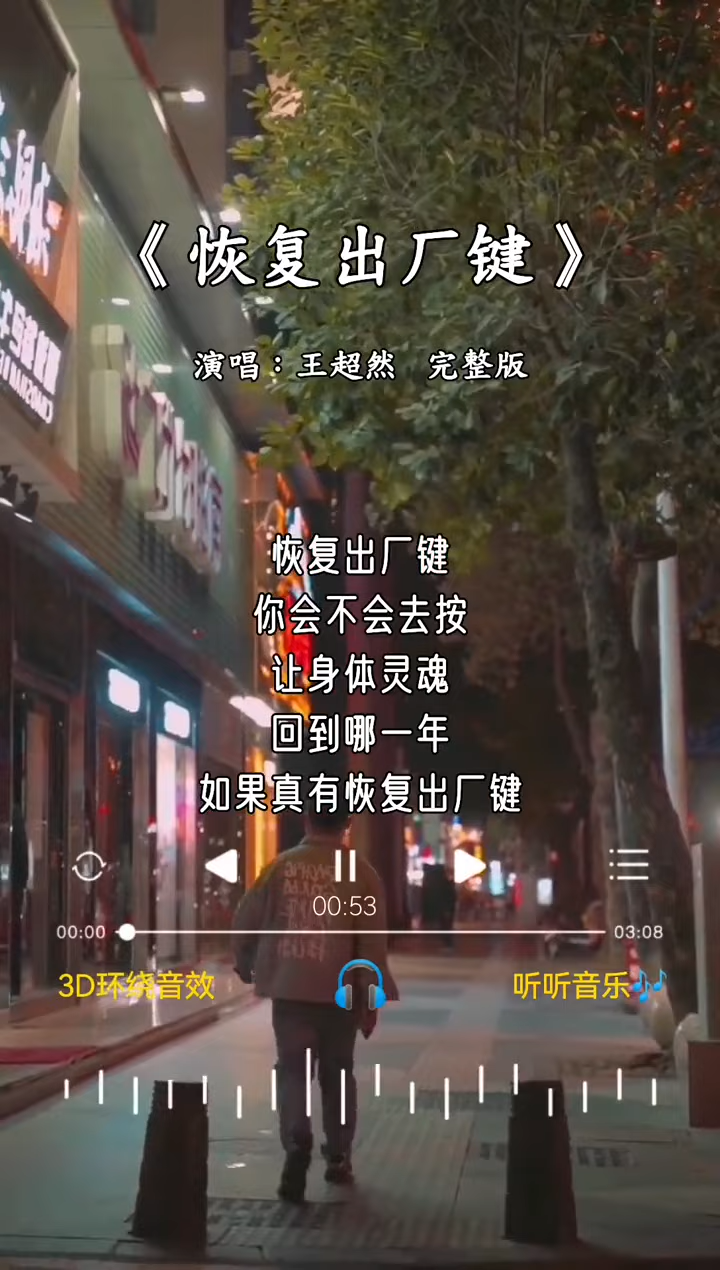 《恢复出厂键》
演唱：王超然 完整版
恢复出厂键
你会不会去按
让身体灵魂
回到哪一年
如果真有恢复出厂键
00:53
00:00
03:08
3D环绕音效
听听音乐